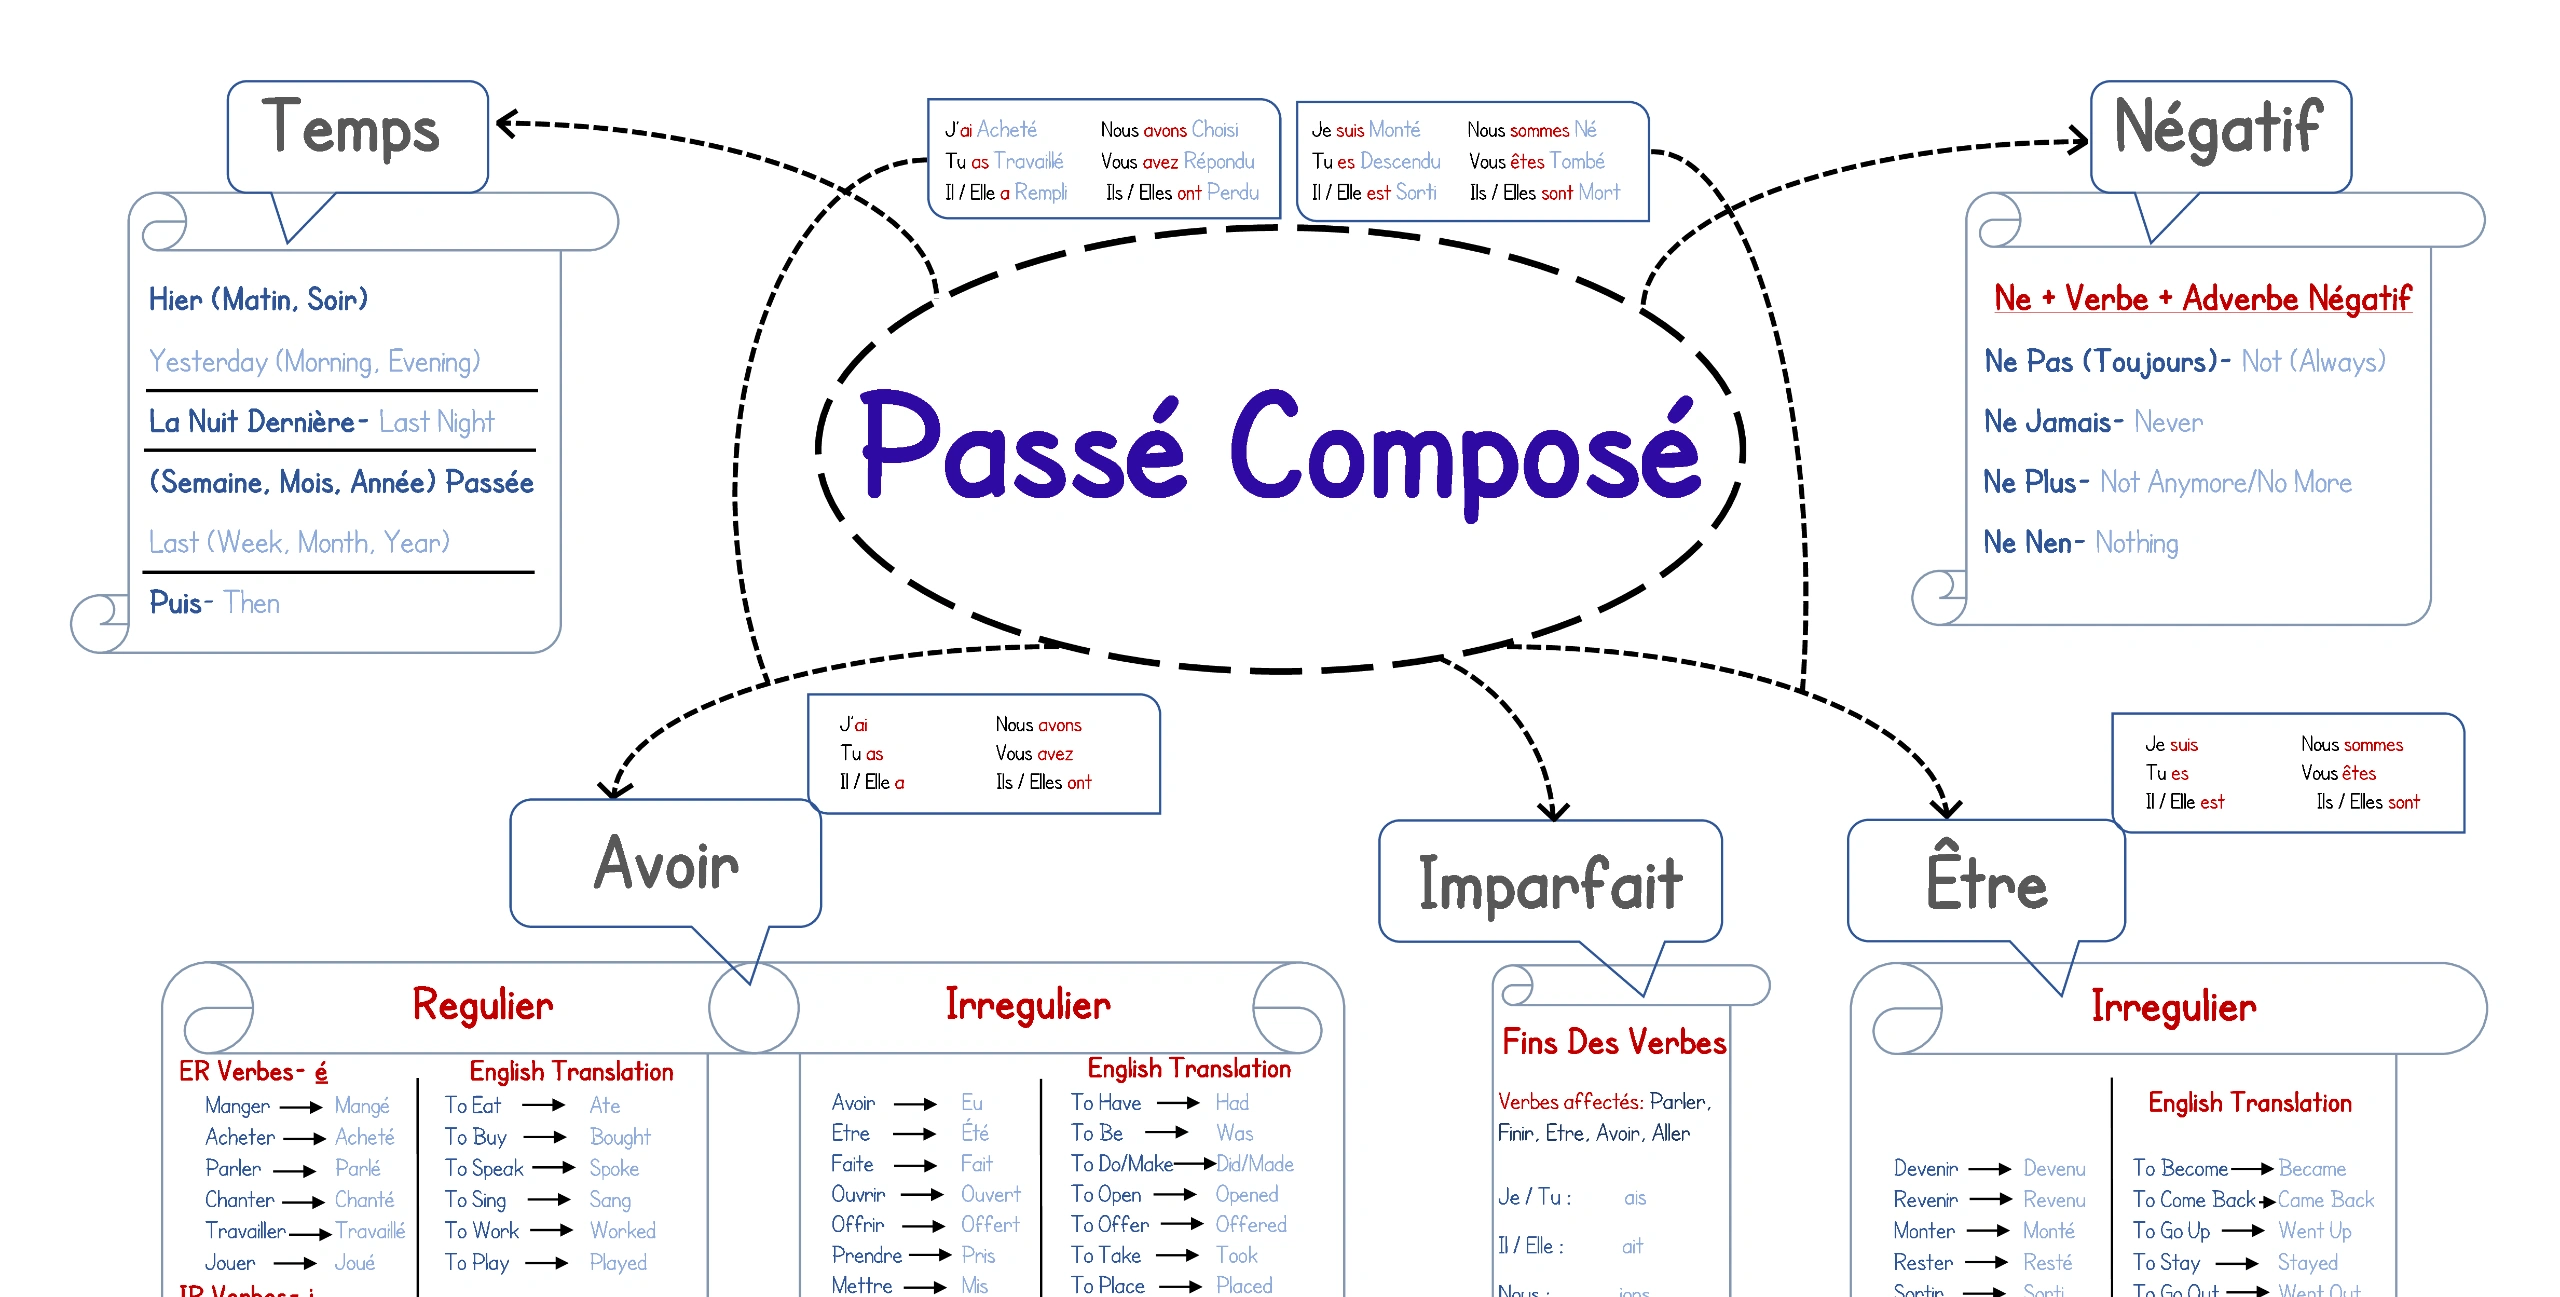 Temps
Hier (Matin, Soir)
Yesterday (Morning, Evening)
La Nuit Dernière- Last Night
(Semaine, Mois, Année) Passée
Last (Week, Month, Year)
Puis- Then
J'ai Acheté Nous avons Choisi
Tu as Travaillé Vous avez Répondu
Il / Elle a Rempli Ils / Elles ont Perdu
Je suis Monté Nous sommes Né
Tu es Descendu Vous êtes Tombé
Il / Elle est Sorti Ils / Elles sont Mort
Passé Composé
Négatif
Ne + Verbe + Adverbe Négatif
Ne Pas (Toujours)- Not (Always)
Ne Jamais- Never
Ne Plus- Not Anymore/No More
Ne Nen- Nothing
J'ai Nous avons
Tu as Vous avez
Il / Elle a Ils / Elles ont
Avoir
Regulier
ER Verbes- é English Translation
Manger Mangé To Eat Ate
Acheter Acheté To Buy Bought
Parler Parlé To Speak Spoke
Chanter Chanté To Sing Sang
Travailler Travaillé To Work Worked
Jouer Joué To Play Played
IR Verbes- i
Irregulier
English Translation
Avoir Eu To Have Had
Etre Été To Be Was
Faite Fait To Do/Make Did/Made
Ouvrir Ouvert To Open Opened
Offrir Offert To Offer Offered
Prendre Pris To Take Took
Mettre Mis To Place Placed
Imparfait
Fins Des Verbes
Verbes affectés: Parler,
Finir, Etre, Avoir, Aller
Je / Tu : ais
Il / Elle : ait
Nous : ions
Je suis Nous sommes
Tu es Vous êtes
Il / Elle est Ils / Elles sont
Être
Irregulier
English Translation
Devenir Devenu To Become Became
Revenir Revenu To Come Back Came Back
Monter Monté To Go Up Went Up
Rester Resté To Stay Stayed
Sortir Sorti To Go Out Went Out